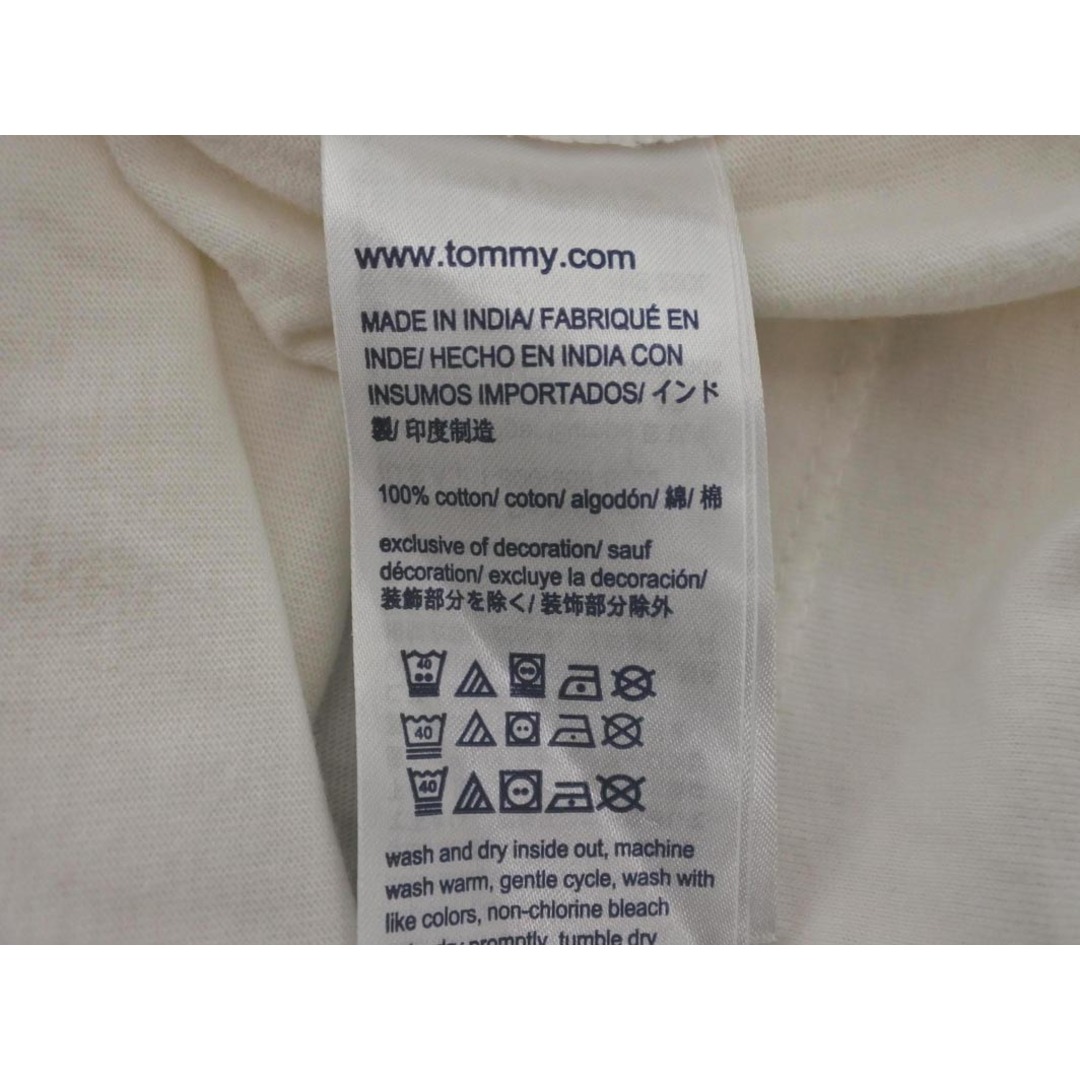 www.tommy.com
MADE IN INDIA/ FABRIQUÉ EN
INDE/ HECHO EN INDIA CON
INSUMOS IMPORTADOS/ インド
製/ 印度制造
100% cotton/ coton/ algodón/ 綿/ 棉
exclusive of decoration/ sauf
décoration/ excluye la decoración/
装飾部分を除く/ 装饰部分除外
40
40
40
wash and dry inside out, machine
wash warm, gentle cycle, wash with
like colors, non-chlorine bleach
promptly, tumble dry